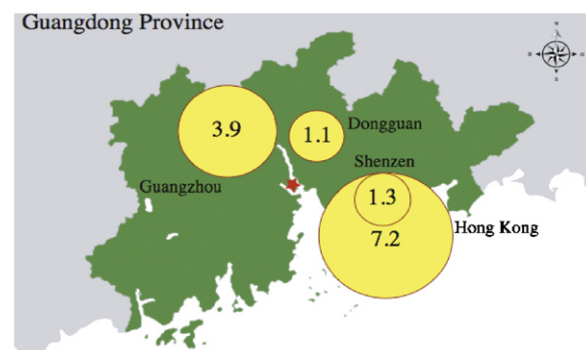 Guangdong Province
3.9
1.1
Dongguan
Shenzen
Guangzhou
1.3
7.2
Hong Kong